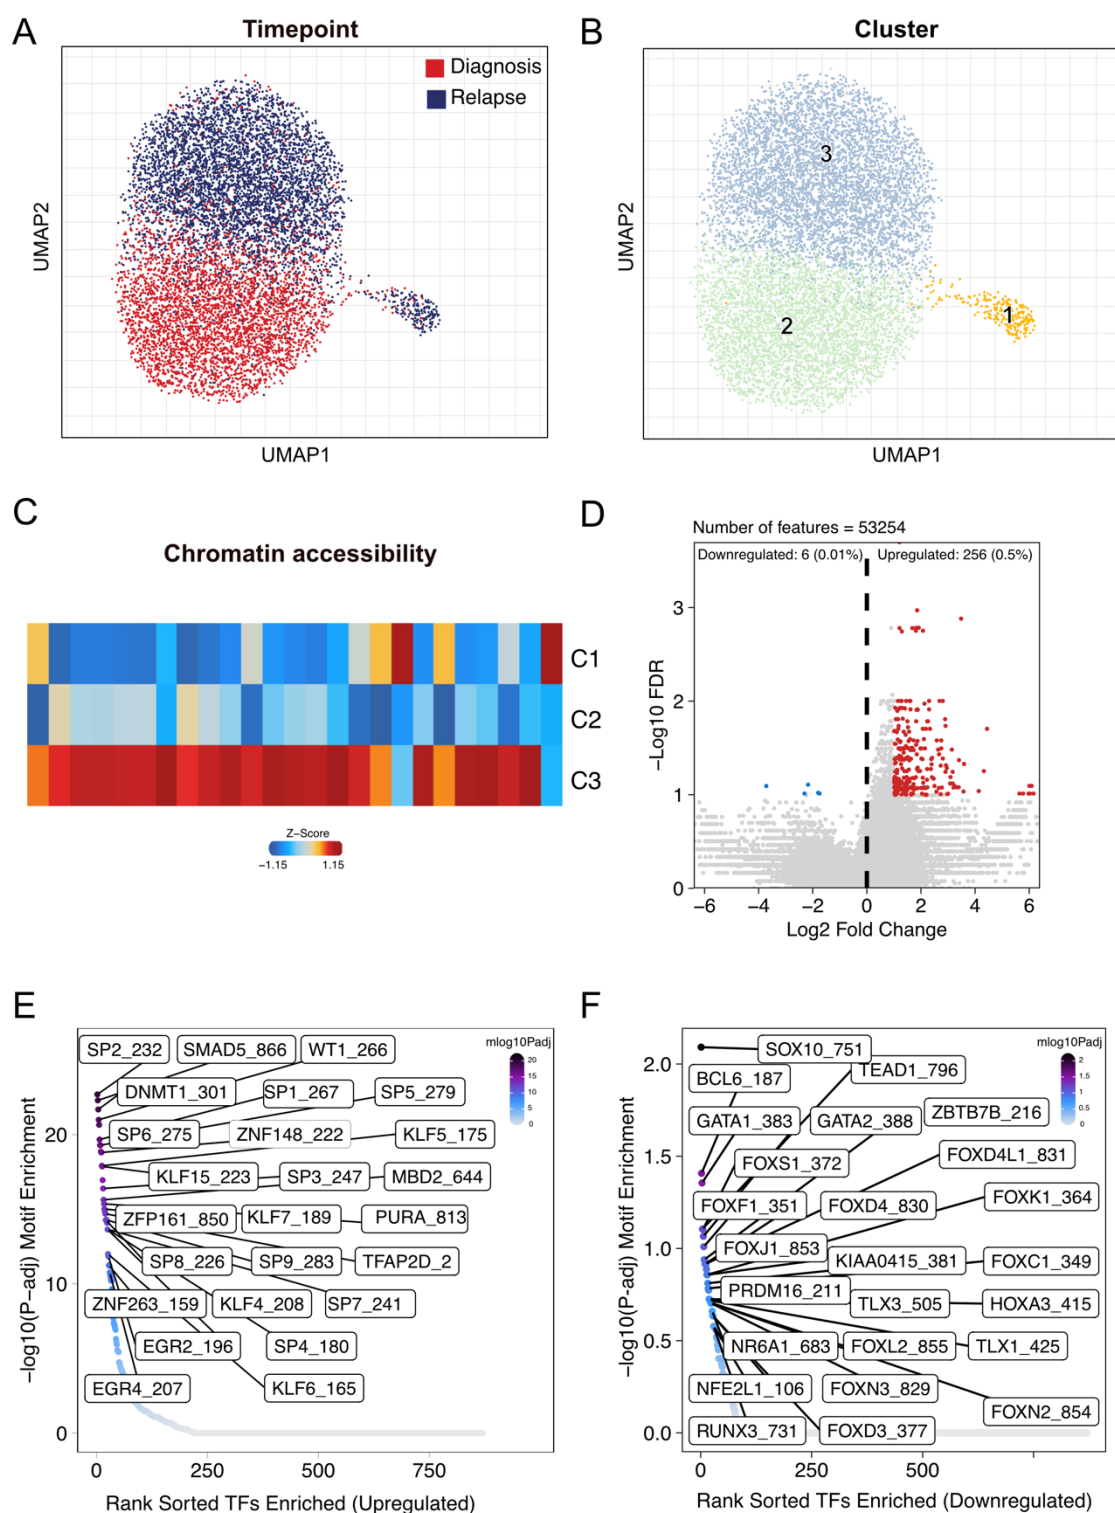 A
Timepoint
Diagnosis
Relapse
UMAP2
UMAP1
B
Cluster
3
2
1
UMAP2
UMAP1
C
Chromatin accessibility
C1
C2
C3
Z-Score
-1.15 1.15
D
Number of features = 53254
Downregulated: 6 (0.01%) Upregulated: 256 (0.5%)
3
2
1
0
-Log10 FDR
-6 -4 -2 0 2 4 6
Log2 Fold Change
E
mlog10Padj
20
15
10
5
0
SP2_232 SMAD5_866 WT1_266
DNMT1_301 SP1_267 SP5_279
SP6_275 ZNF148_222 KLF5_175
KLF15_223 SP3_247 MBD2_644
ZFP161_850 KLF7_189 PURA_813
SP8_226 SP9_283 TFAP2D_2
ZNF263_159 KLF4_208 SP7_241
EGR2_196 SP4_180
EGR4_207 KLF6_165
20
10
0
-log10(P-adj) Motif Enrichment
0 250 500 750
Rank Sorted TFs Enriched (Upregulated)
F
mlog10Padj
2
1.5
1
0.5
0
SOX10_751
BCL6_187 TEAD1_796
GATA1_383 GATA2_388 ZBTB7B_216
FOXS1_372 FOXD4L1_831
FOXF1_351 FOXD4_830 FOXK1_364
FOXJ1_853 KIAA0415_381 FOXC1_349
PRDM16_211 TLX3_505 HOXA3_415
NR6A1_683 FOXL2_855 TLX1_425
NFE2L1_106 FOXN3_829 FOXN2_854
RUNX3_731 FOXD3_377
2.0
1.5
1.0
0.5
0.0
-log10(P-adj) Motif Enrichment
0 250 500
Rank Sorted TFs Enriched (Downregulated)